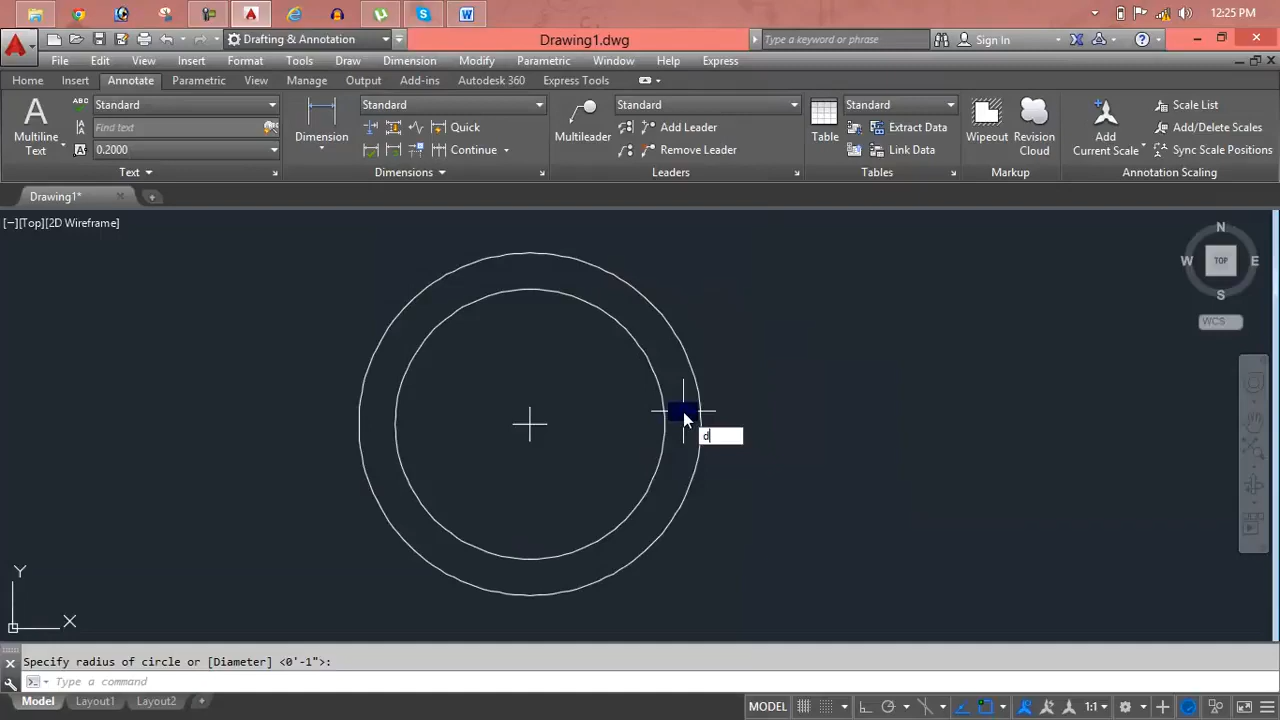 12:25 PM
Drafting & Annotation
Drawing1.dwg
Type a keyword or phrase
Sign In
File Edit View Insert Format Tools Draw Dimension Modify Parametric Window Help Express
Home Insert Annotate Parametric View Manage Output Add-ins Autodesk 360 Express Tools
A Multiline Text
ABC Standard
Find text
0.2000
Text
Dimension
Standard
Quick
Continue
Dimensions
Multileader
Standard
Add Leader
Remove Leader
Leaders
Table
Standard
Extract Data
Link Data
Tables
Wipeout
Revision Cloud
Markup
Add Current Scale
Scale List
Add/Delete Scales
Sync Scale Positions
Annotation Scaling
Drawing1*
[−][Top][2D Wireframe]
N
W TOP E
S
WCS
d
Y
X
Specify radius of circle or [Diameter] <0'-1">:
Type a command
Model Layout1 Layout2 +
MODEL
1:1